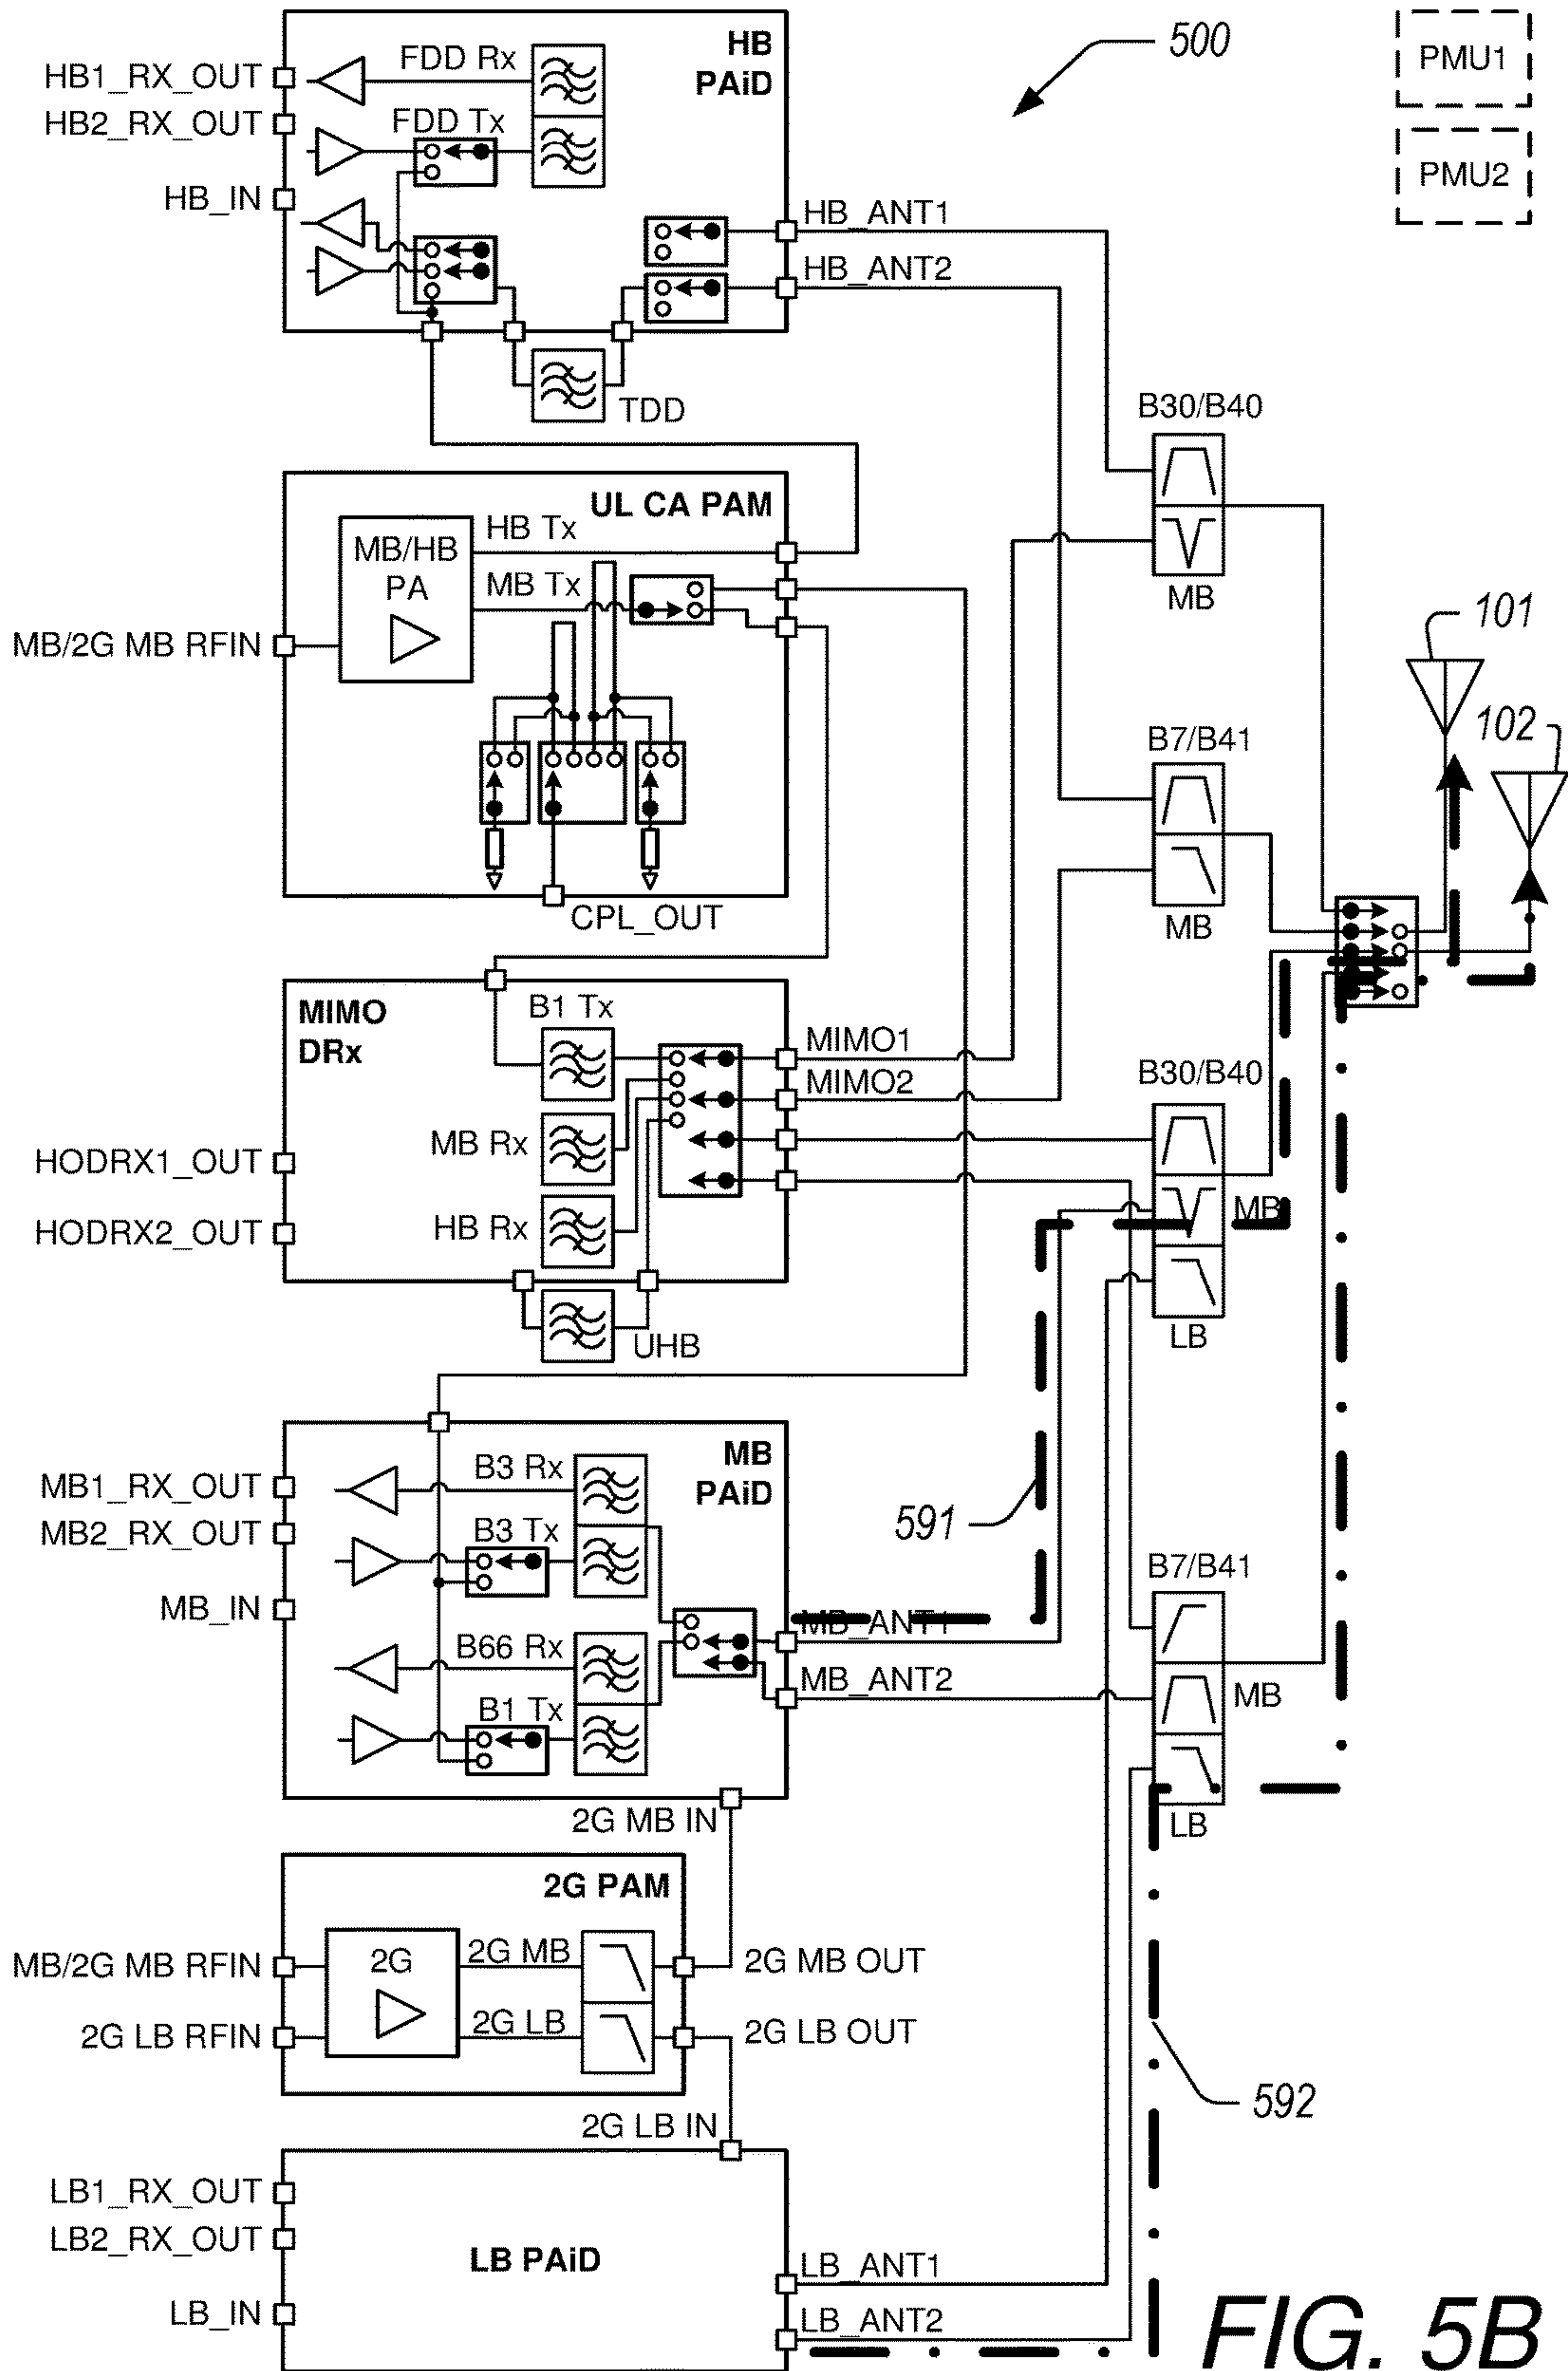 500
PMU1
PMU2
HB
PAiD
FDD Rx
FDD Tx
HB1_RX_OUT
HB2_RX_OUT
HB_IN
HB_ANT1
HB_ANT2
TDD
B30/B40
MB
UL CA PAM
HB Tx
MB/HB
PA
MB Tx
MB/2G MB RFIN
CPL_OUT
B7/B41
MB
101
102
MIMO
DRx
B1 Tx
MB Rx
HB Rx
MIMO1
MIMO2
HODRX1_OUT
HODRX2_OUT
UHB
B30/B40
MB
LB
MB
PAiD
B3 Rx
B3 Tx
B66 Rx
B1 Tx
MB1_RX_OUT
MB2_RX_OUT
MB_IN
MB_ANT1
MB_ANT2
591
B7/B41
MB
LB
2G MB IN
2G PAM
2G
2G MB
2G LB
MB/2G MB RFIN
2G LB RFIN
2G MB OUT
2G LB OUT
592
2G LB IN
LB1_RX_OUT
LB2_RX_OUT
LB_IN
LB PAiD
LB_ANT1
LB_ANT2
FIG. 5B